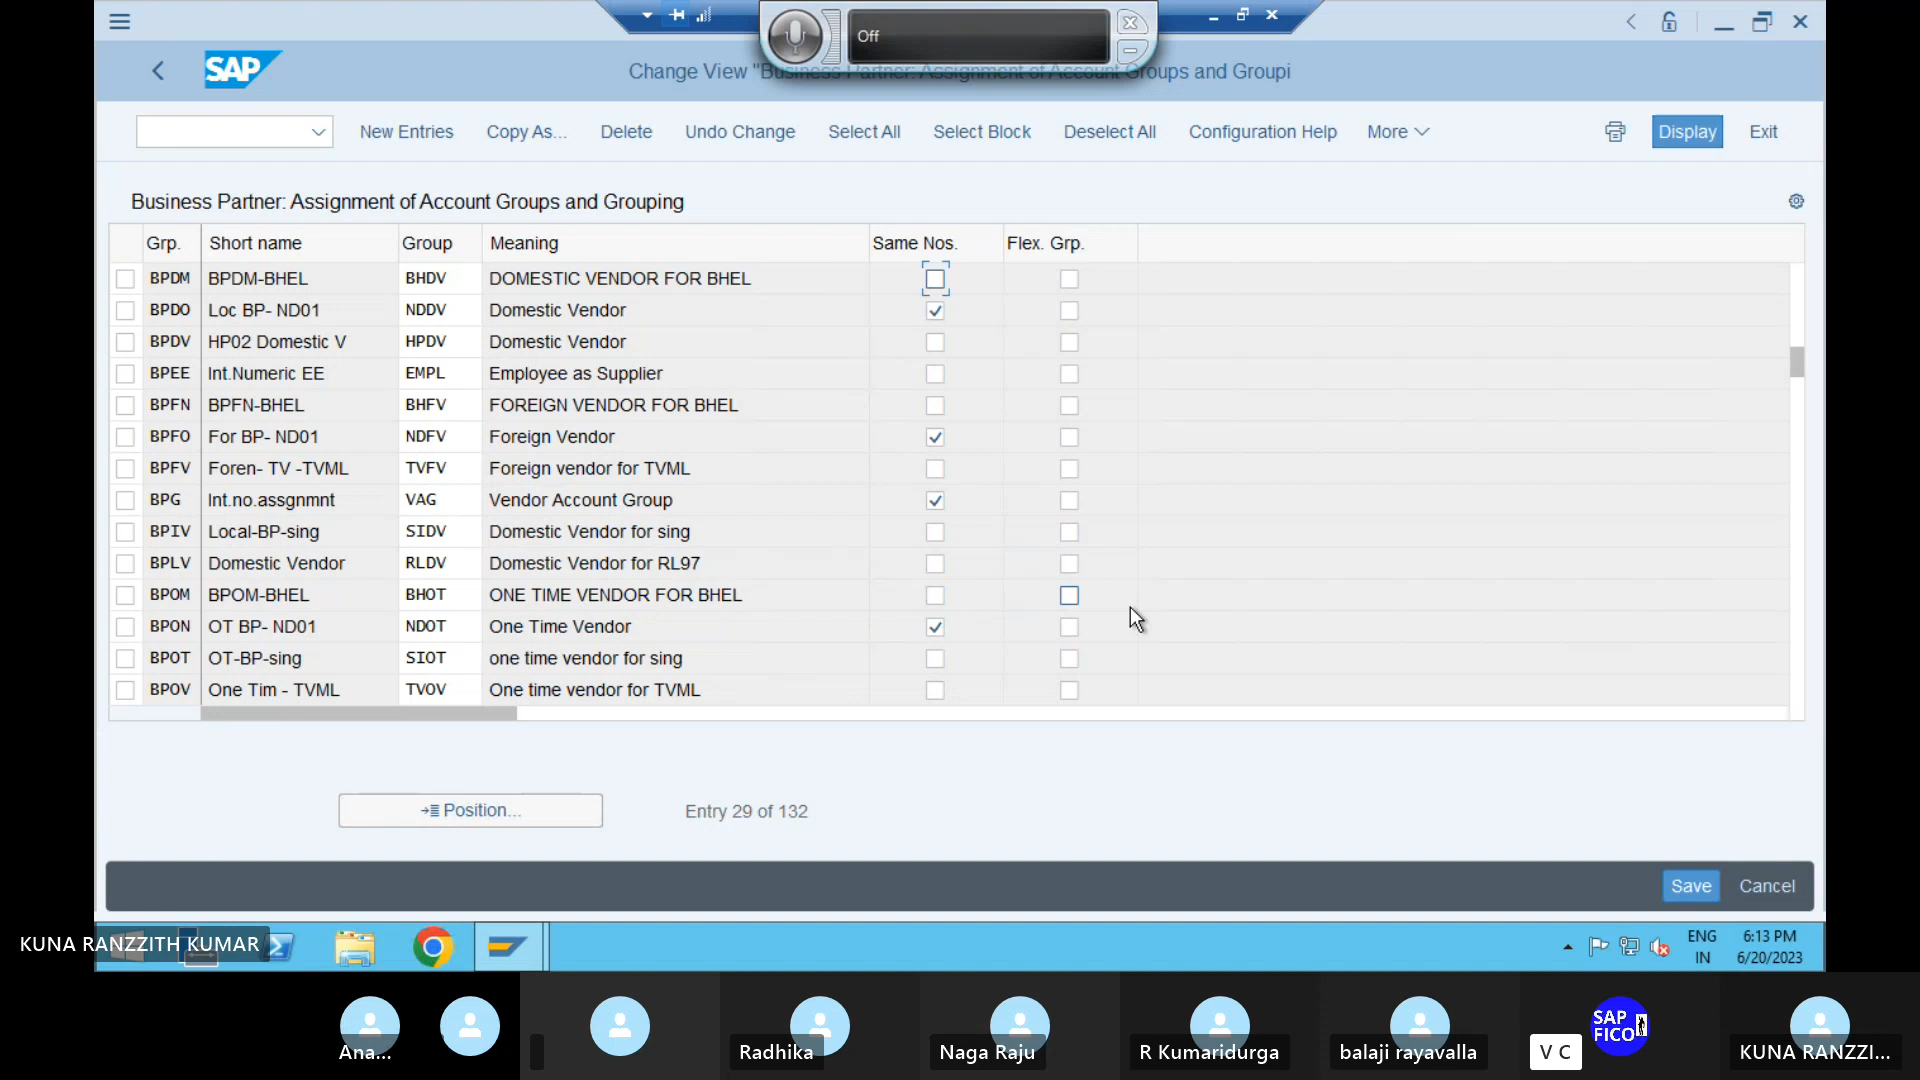 Off
SAP
Change View "Business Partner: Assignment of Account Groups and Groupi
New Entries Copy As... Delete Undo Change Select All Select Block Deselect All Configuration Help More Display Exit
Business Partner: Assignment of Account Groups and Grouping
Grp. Short name Group Meaning Same Nos. Flex. Grp.
BPDM BPDM-BHEL BHDV DOMESTIC VENDOR FOR BHEL
BPDO Loc BP- ND01 NDDV Domestic Vendor
BPDV HP02 Domestic V HPDV Domestic Vendor
BPEE Int.Numeric EE EMPL Employee as Supplier
BPFN BPFN-BHEL BHFV FOREIGN VENDOR FOR BHEL
BPFO For BP- ND01 NDFV Foreign Vendor
BPFV Foren- TV -TVML TVFV Foreign vendor for TVML
BPG Int.no.assgnmnt VAG Vendor Account Group
BPIV Local-BP-sing SIDV Domestic Vendor for sing
BPLV Domestic Vendor RLDV Domestic Vendor for RL97
BPOM BPOM-BHEL BHOT ONE TIME VENDOR FOR BHEL
BPON OT BP- ND01 NDOT One Time Vendor
BPOT OT-BP-sing SIOT one time vendor for sing
BPOV One Tim - TVML TVOV One time vendor for TVML
Position... Entry 29 of 132
Save Cancel
KUNA RANZZITH KUMAR
ENG 6:13 PM
IN 6/20/2023
SAP
FICO
Ana... Radhika Naga Raju R Kumaridurga balaji rayavalla V C KUNA RANZZI...